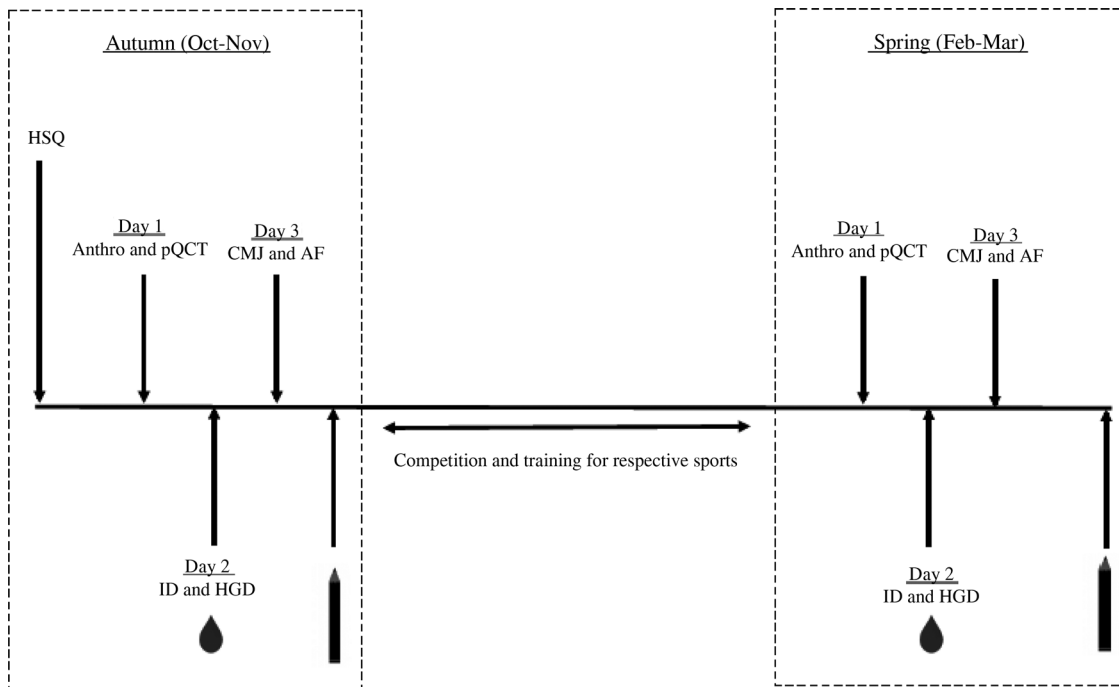 Autumn (Oct-Nov)
HSQ
Day 1
Anthro and pQCT
Day 3
CMJ and AF
Day 2
ID and HGD
Competition and training for respective sports
Spring (Feb-Mar)
Day 1
Anthro and pQCT
Day 3
CMJ and AF
Day 2
ID and HGD